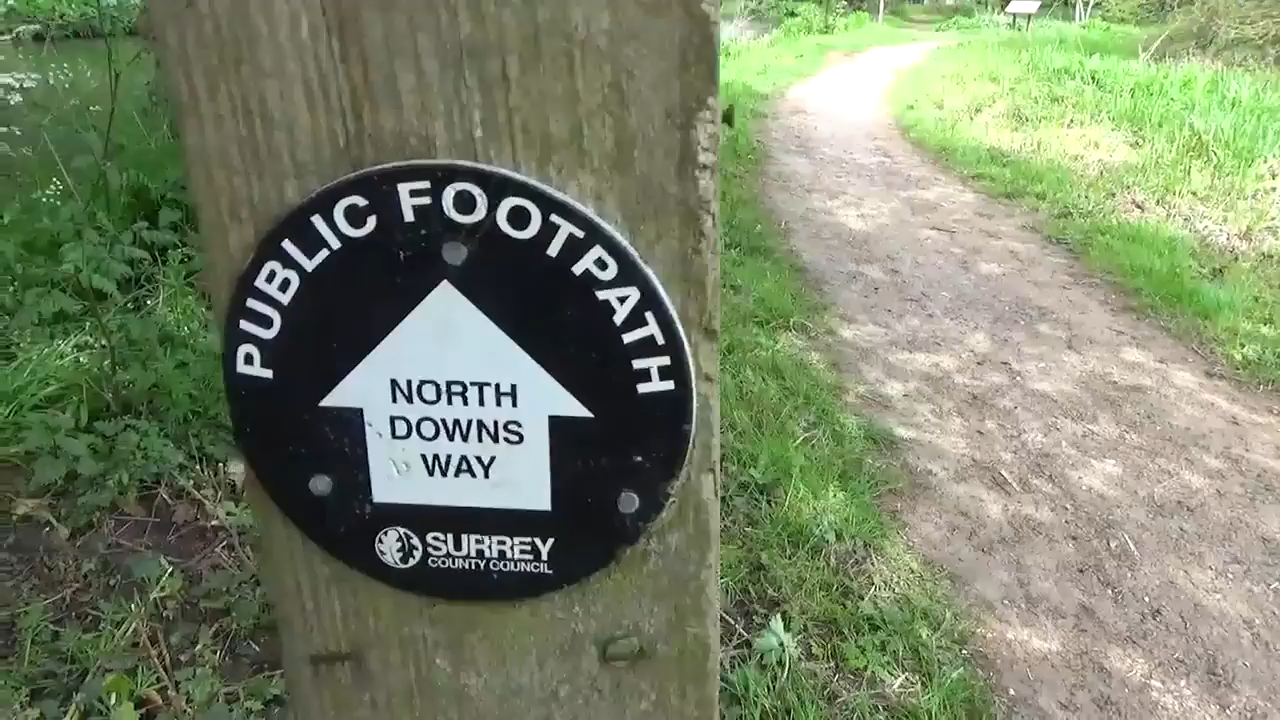 PUBLIC FOOTPATH
NORTH
DOWNS
WAY
SURREY
COUNTY COUNCIL